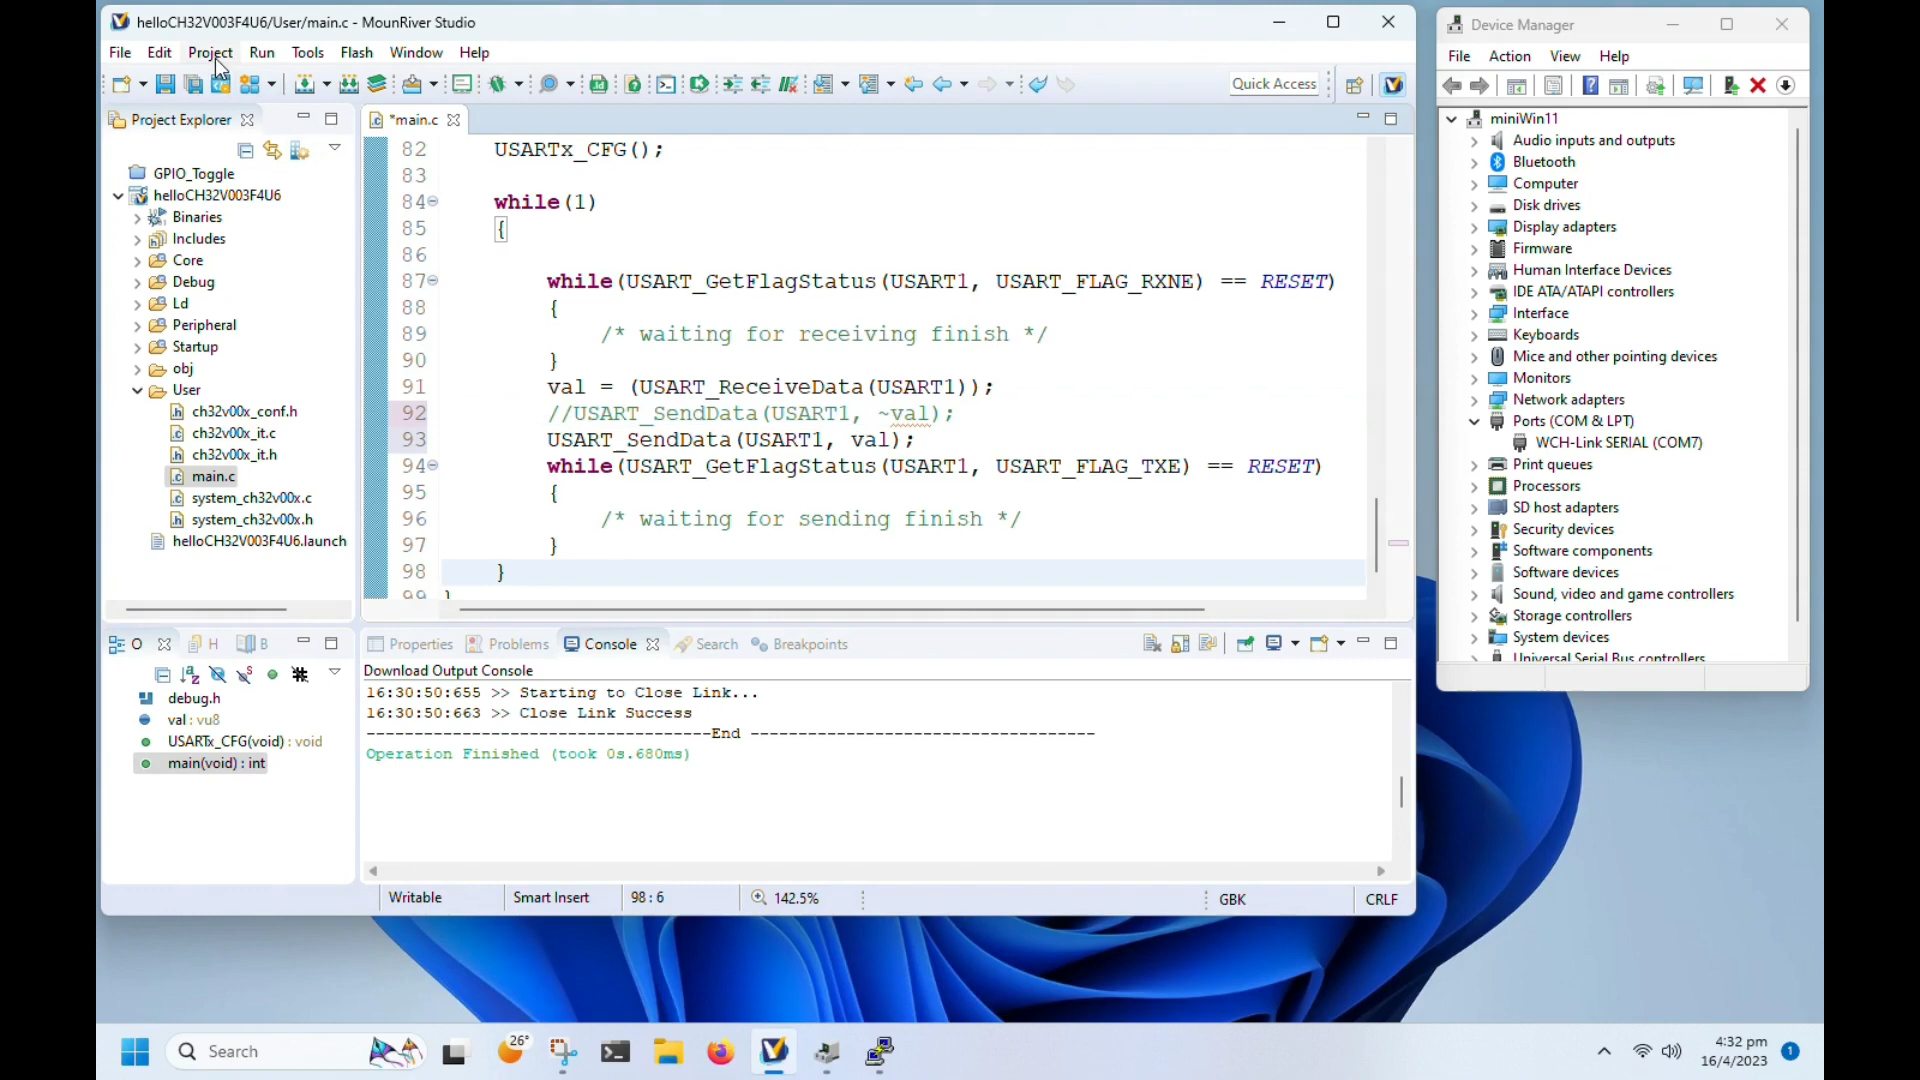 helloCH32V003F4U6/User/main.c - MounRiver Studio
File Edit Project Run Tools Flash Window Help
Quick Access
Project Explorer
GPIO_Toggle
helloCH32V003F4U6
Binaries
Includes
Core
Debug
Ld
Peripheral
Startup
obj
User
ch32v00x_conf.h
ch32v00x_it.c
ch32v00x_it.h
main.c
system_ch32v00x.c
system_ch32v00x.h
helloCH32V003F4U6.launch
*main.c
82 USARTx_CFG();
83
84 while(1)
85 {
86
87 while(USART_GetFlagStatus(USART1, USART_FLAG_RXNE) == RESET)
88 {
89 /* waiting for receiving finish */
90 }
91 val = (USART_ReceiveData(USART1));
92 //USART_SendData(USART1, ~val);
93 USART_SendData(USART1, val);
94 while(USART_GetFlagStatus(USART1, USART_FLAG_TXE) == RESET)
95 {
96 /* waiting for sending finish */
97 }
98 }
99 }
O H B
debug.h
val : vu8
USARTx_CFG(void) : void
main(void) : int
Properties Problems Console Search Breakpoints
Download Output Console
16:30:50:655 >> Starting to Close Link...
16:30:50:663 >> Close Link Success
-----------------------------------End -----------------------------------
Operation Finished (took 0s.680ms)
Writable Smart Insert 98 : 6 142.5% GBK CRLF
Device Manager
File Action View Help
miniWin11
Audio inputs and outputs
Bluetooth
Computer
Disk drives
Display adapters
Firmware
Human Interface Devices
IDE ATA/ATAPI controllers
Interface
Keyboards
Mice and other pointing devices
Monitors
Network adapters
Ports (COM & LPT)
WCH-Link SERIAL (COM7)
Print queues
Processors
SD host adapters
Security devices
Software components
Software devices
Sound, video and game controllers
Storage controllers
System devices
Universal Serial Bus controllers
Search
26°
4:32 pm
16/4/2023
1